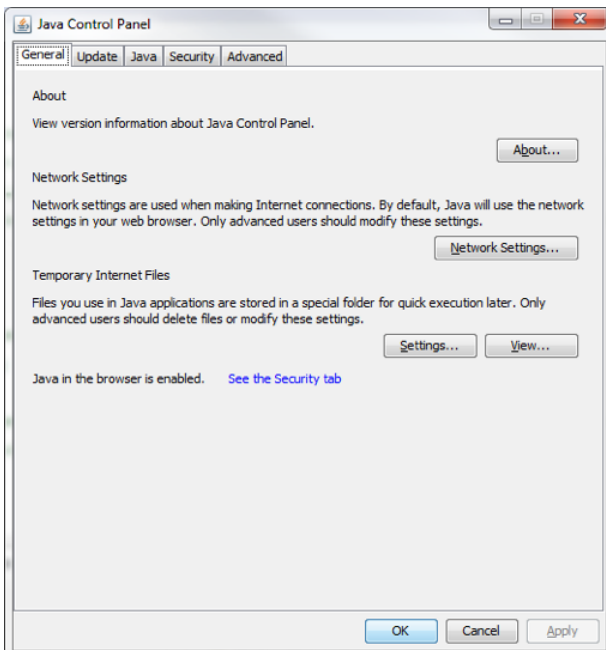 Java Control Panel
General Update Java Security Advanced
About
View version information about Java Control Panel.
About...
Network Settings
Network settings are used when making Internet connections. By default, Java will use the network
settings in your web browser. Only advanced users should modify these settings.
Network Settings...
Temporary Internet Files
Files you use in Java applications are stored in a special folder for quick execution later. Only
advanced users should delete files or modify these settings.
Settings... View...
Java in the browser is enabled. See the Security tab
OK Cancel Apply